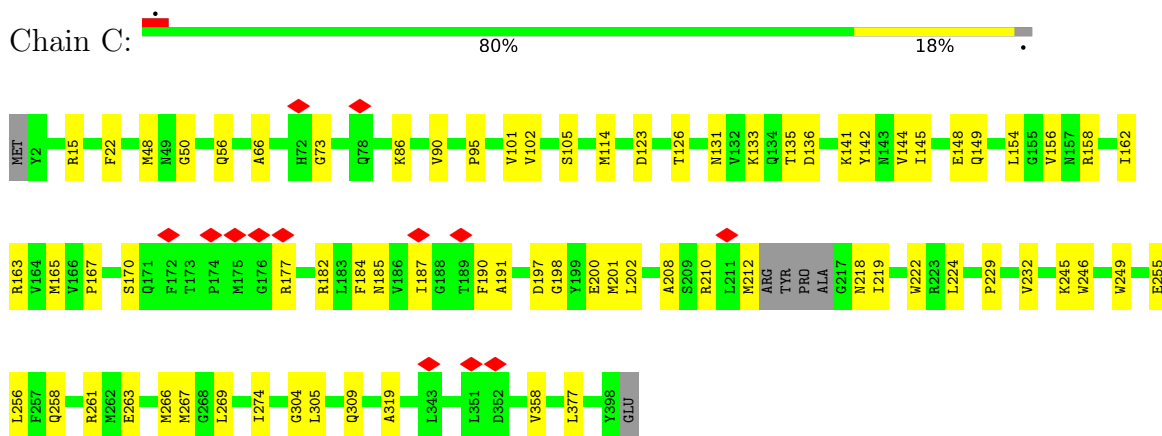 Chain C:
80% 18%
MET Y2 R15 F22 M48 N49 G50 Q56 A66 H72 G73 Q78 K86 V90 P95 V101 V102 S105 M114 D123 T126 N131 V132 K133 Q134 T135 D136 K141 Y142 N143 V144 I145 E148 Q149 L154 G155 V156 N157 R158 I162
R163 V164 M165 V166 P167 S170 Q171 F172 T173 P174 M175 G176 R177 R182 L183 F184 N185 V186 I187 G188 T189 F190 A191 D197 G198 Y199 E200 M201 L202 A208 S209 R210 L211 M212 ARG TYR PRO ALA G217 N218 I219 W222 R223 L224 P229 V232 K245 W246 W249 E255
L256 F257 Q258 R261 M262 E263 M266 M267 G268 L269 I274 G304 L305 Q309 A319 L343 L351 D352 V358 L377 Y398 GLU